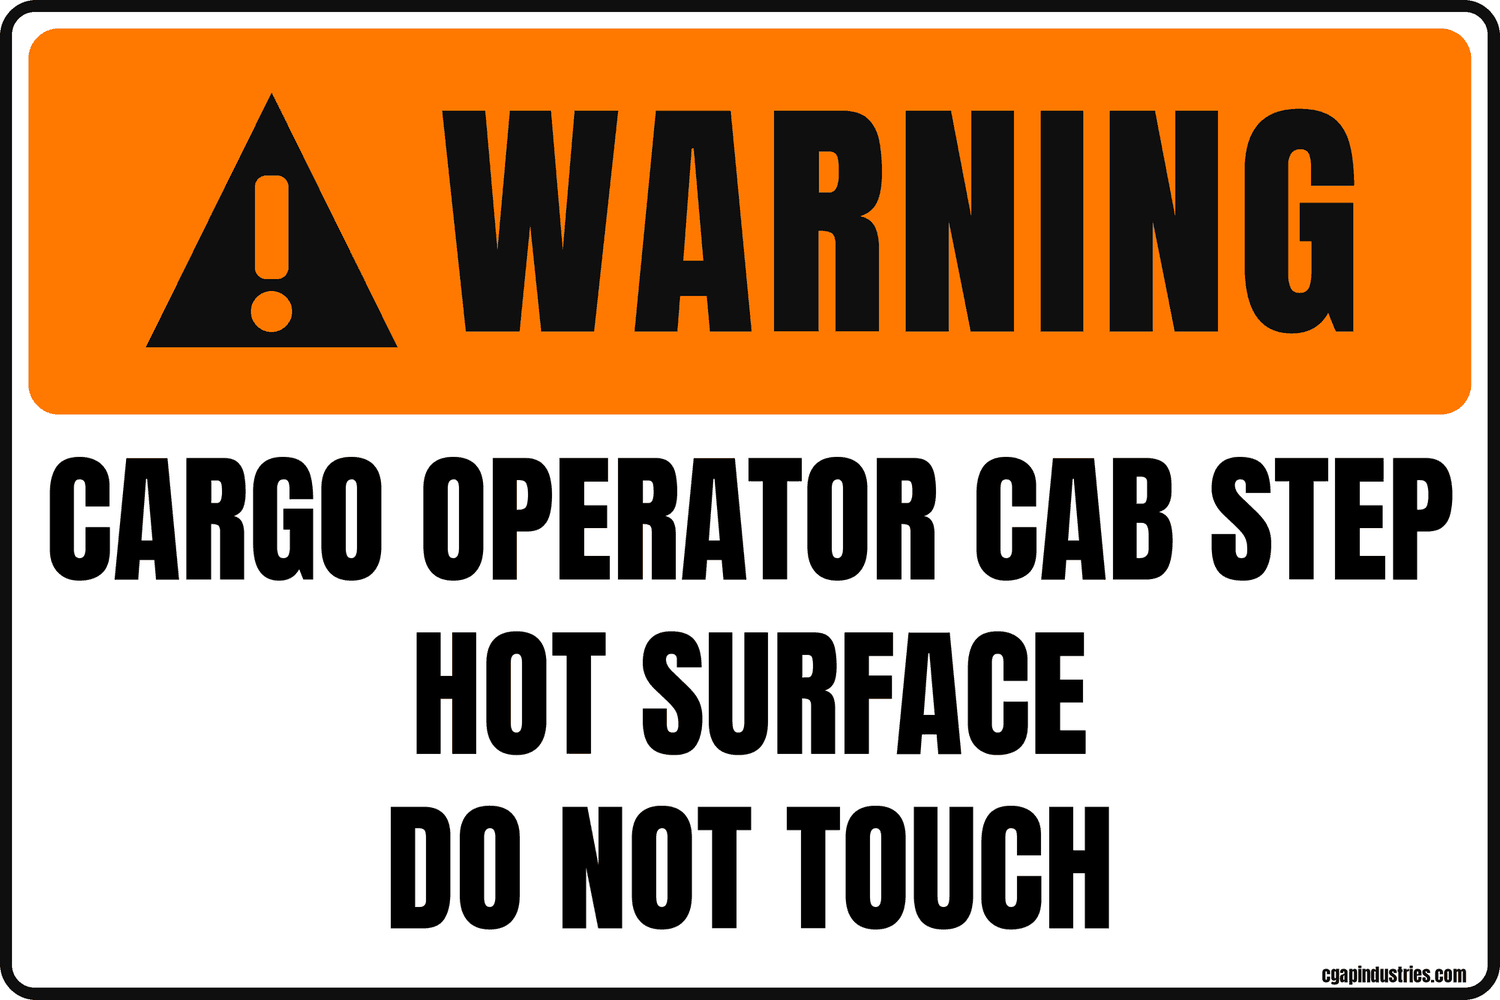 WARNING
CARGO OPERATOR CAB STEP
HOT SURFACE
DO NOT TOUCH
cgapindustries.com